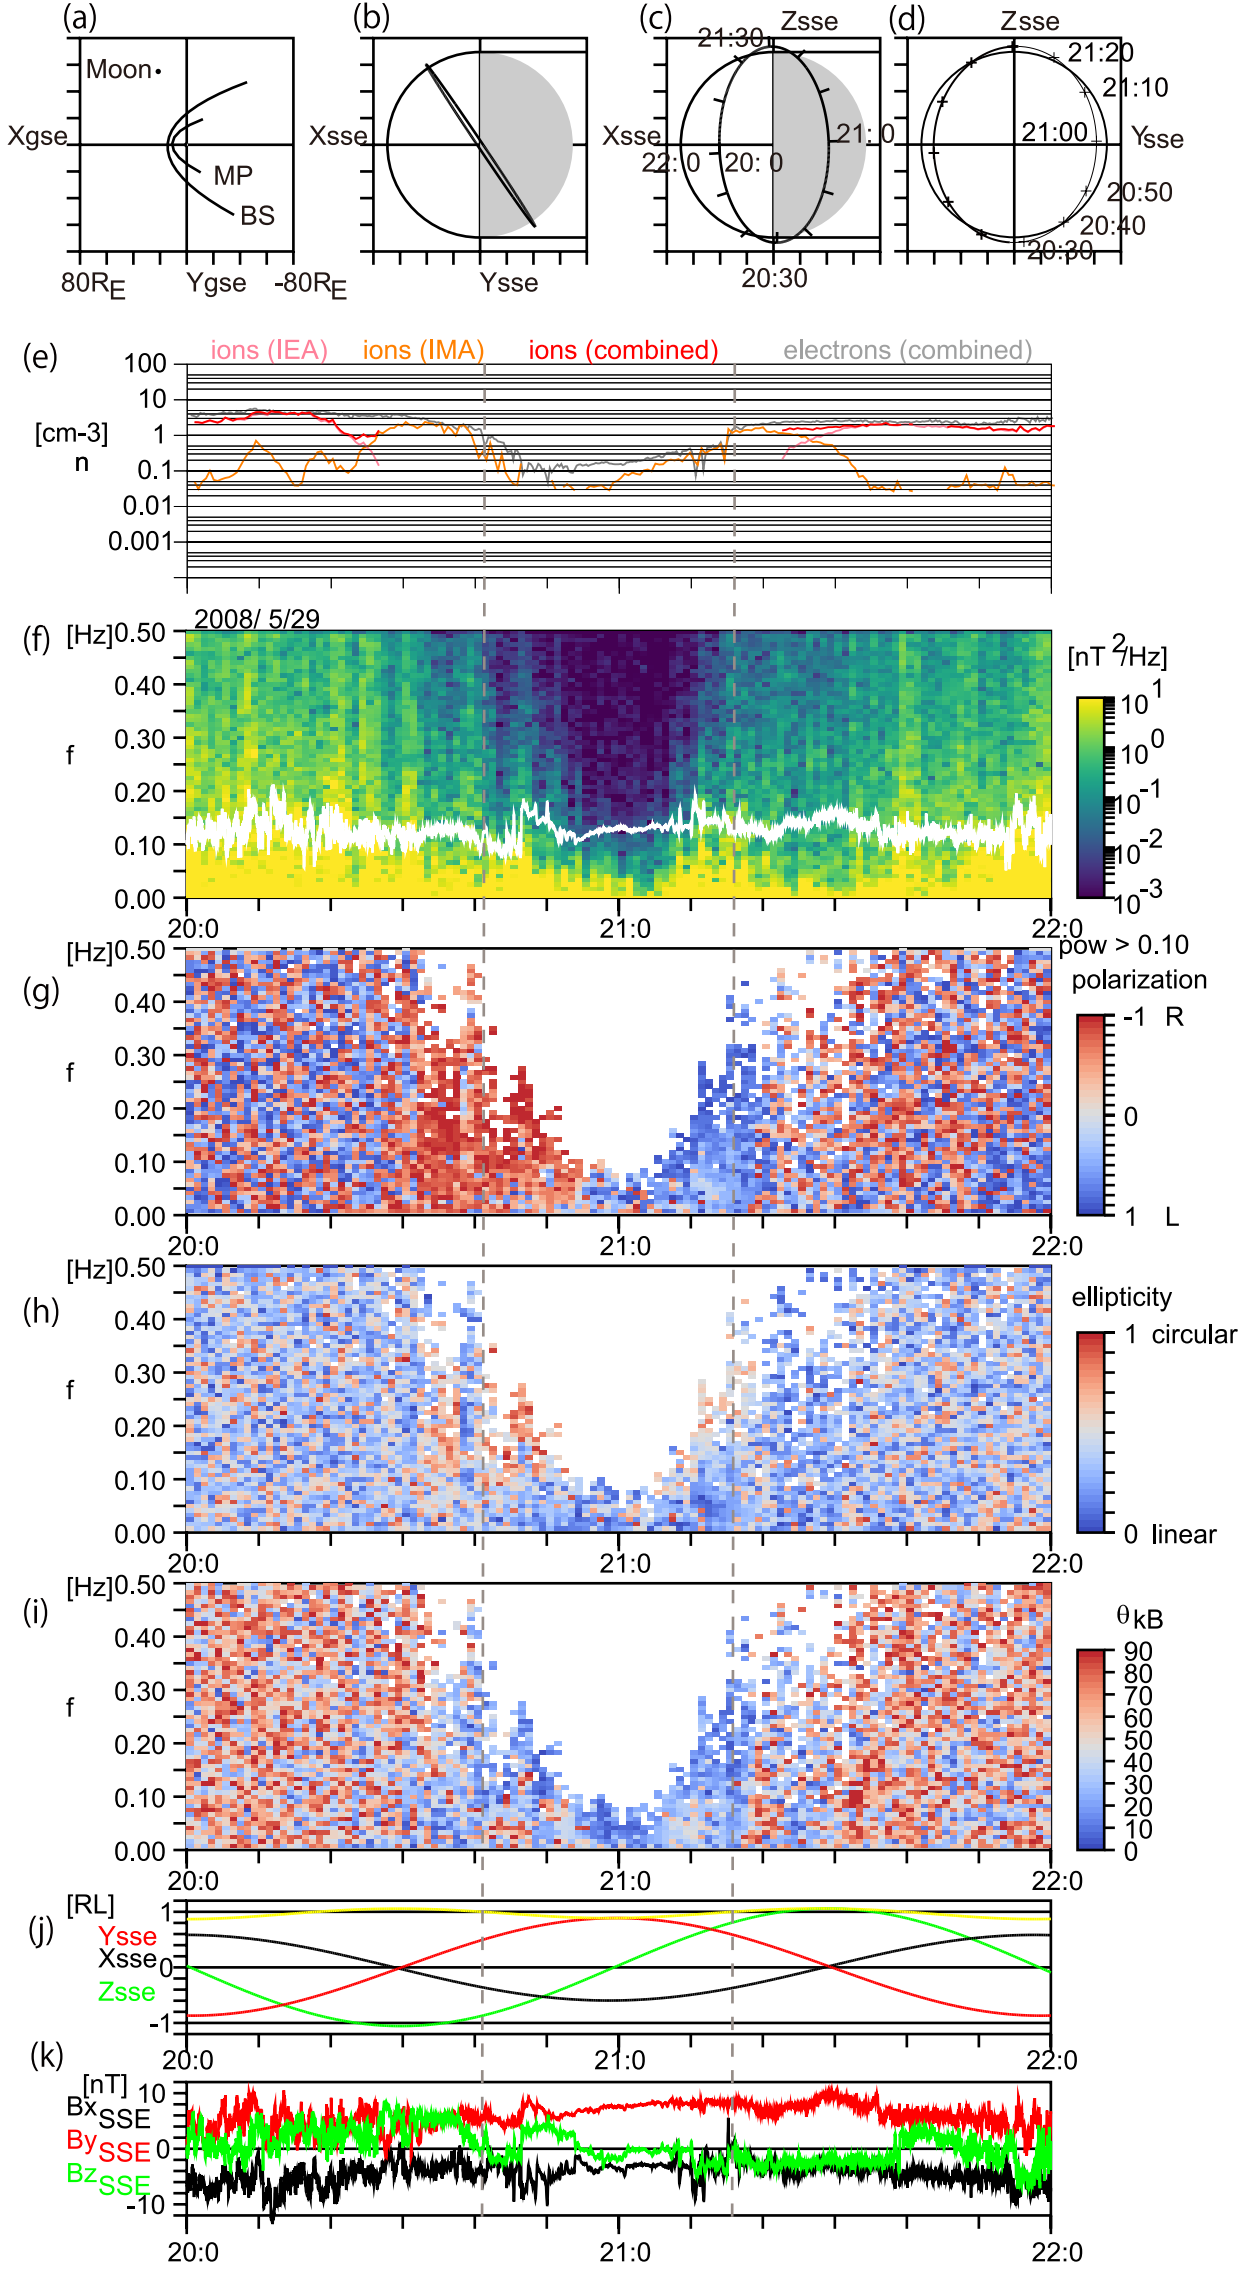 (a)
(b)
(c)
(d)
Zsse
Zsse
21:30
21:20
Moon
21:10
Xgse
Xsse
Xsse
21: 0
21:00
Ysse
22: 0
20: 0
MP
20:50
BS
20:40
20:30
80RE
Ygse
-80RE
Ysse
20:30
(e)
ions (IEA)
ions (IMA)
ions (combined)
electrons (combined)
100
10
[cm-3]
1
n
0.1
0.01
0.001
2008/ 5/29
(f)
[Hz]
0.50
[nT 2/Hz]
0.40
10 1
0.30
f
10 0
0.20
10 -1
0.10
10 -2
0.00
10 -3
20:0
21:0
22:0
pow > 0.10
(g)
[Hz]
0.50
polarization
0.40
-1 R
0.30
f
0
0.20
0.10
0.00
1 L
20:0
21:0
22:0
(h)
[Hz]
0.50
ellipticity
0.40
1 circular
0.30
f
0.20
0.10
0.00
0 linear
20:0
21:0
22:0
(i)
[Hz]
0.50
θkB
0.40
90
80
0.30
70
f
60
50
0.20
40
30
0.10
20
10
0.00
0
20:0
21:0
22:0
(j)
[RL]
1
Ysse
Xsse
0
Zsse
-1
20:0
21:0
22:0
(k)
[nT]
10
BxSSE
BySSE
0
BzSSE
-10
20:0
21:0
22:0